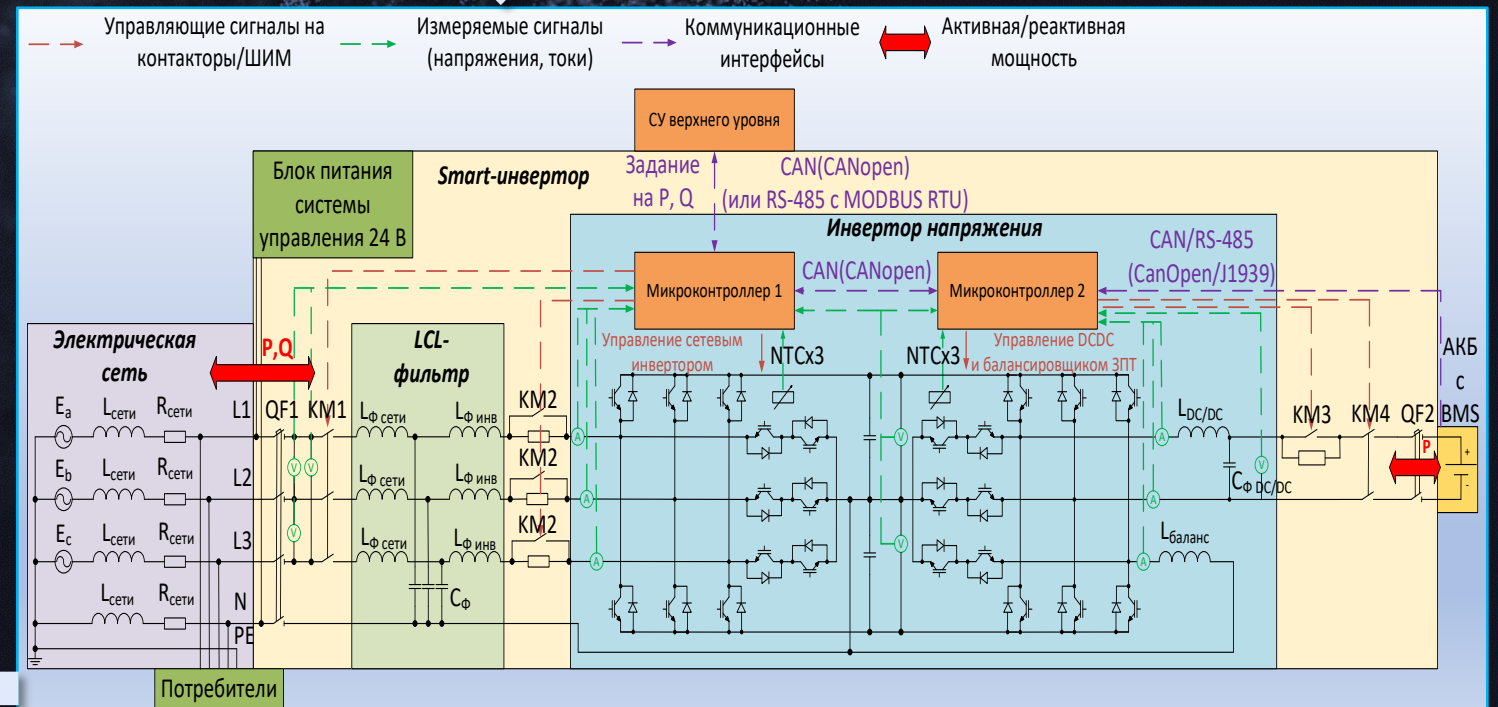 Управляющие сигналы на
контакторы/ШИМ
Измеряемые сигналы
(напряжения, токи)
Коммуникационные
интерфейсы
Активная/реактивная
мощность
СУ верхнего уровня
Блок питания
системы
управления 24 В
Smart-инвертор
Задание
на P, Q
CAN(CANopen)
(или RS-485 с MODBUS RTU)
Инвертор напряжения
CAN/RS-485
(CanOpen/J1939)
Микроконтроллер 1
CAN(CANopen)
Микроконтроллер 2
Электрическая
сеть
P,Q
LCL-
фильтр
Управление сетевым
инвертором
NTCx3
NTCx3
Управление DCDC
и балансировщиком ЗПТ
АКБ
с
BMS
Ea
Lсети
Rсети
L1
QF1
KM1
LФ сети
LФ инв
KM2
A
V
A
LDC/DC
KM3
KM4
QF2
P
+
-
Eb
Lсети
Rсети
L2
V
V
LФ сети
LФ инв
KM2
A
A
CФ DC/DC
V
Ec
Lсети
Rсети
L3
V
LФ сети
LФ инв
KM2
A
V
A
Lбаланс
Lсети
Rсети
N
PE
CФ
Потребители